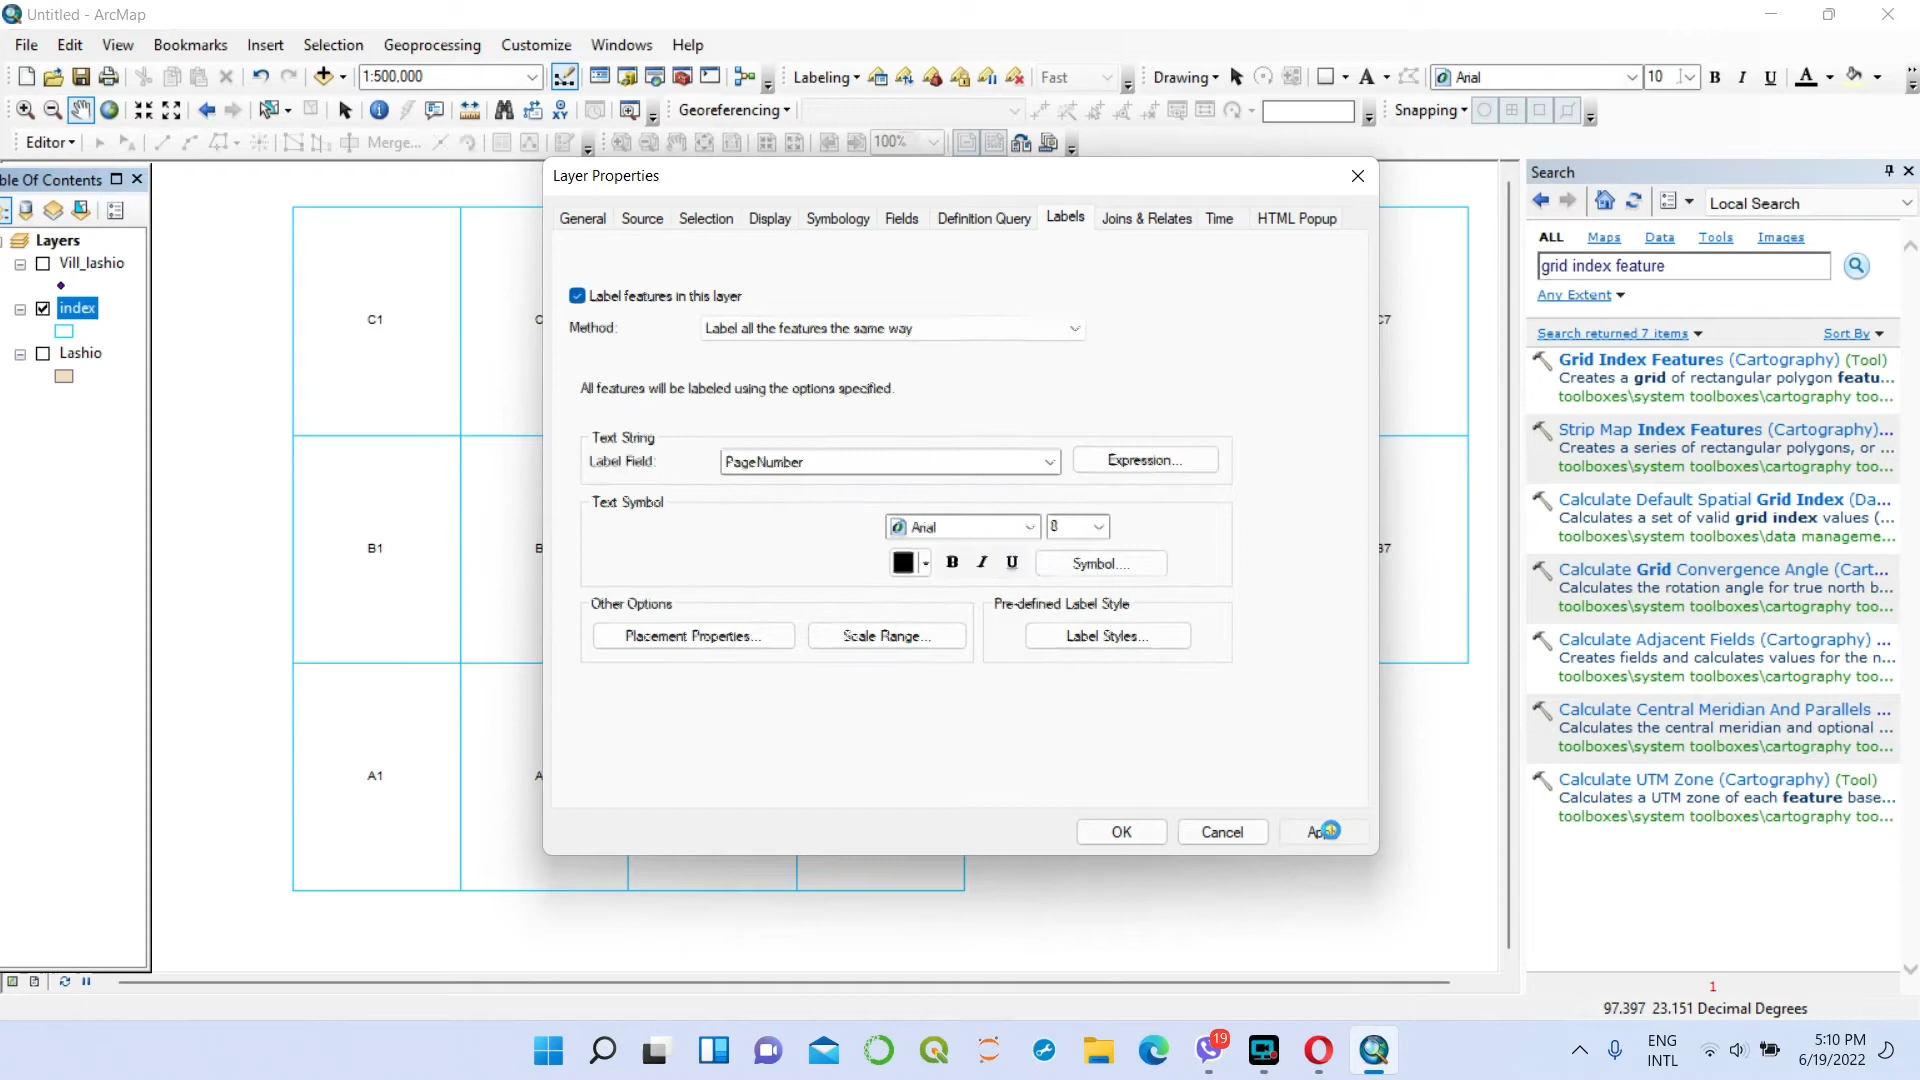 Untitled - ArcMap
File Edit View Bookmarks Insert Selection Geoprocessing Customize Windows Help
1:500,000 Labeling Fast Drawing A Arial 10 B I U A
Georeferencing Snapping
Editor Merge... 100%
ble Of Contents
Layers
Vill_lashio
index
Lashio
C1
B1
A1
C7
Layer Properties
General Source Selection Display Symbology Fields Definition Query Labels Joins & Relates Time HTML Popup
Label features in this layer
Method: Label all the features the same way
All features will be labeled using the options specified.
Text String
Label Field: PageNumber Expression...
Text Symbol
Arial 8
B I U Symbol...
Other Options
Placement Properties... Scale Range...
Pre-defined Label Style
Label Styles...
OK Cancel
Search
Local Search
ALL Maps Data Tools Images
grid index feature
Any Extent
Search returned 7 items Sort By
Grid Index Features (Cartography) (Tool)
Creates a grid of rectangular polygon featu...
toolboxes\system toolboxes\cartography too...
Strip Map Index Features (Cartography)...
Creates a series of rectangular polygons, or ...
toolboxes\system toolboxes\cartography too...
Calculate Default Spatial Grid Index (Da...
Calculates a set of valid grid index values (...
toolboxes\system toolboxes\data manageme...
Calculate Grid Convergence Angle (Cart...
Calculates the rotation angle for true north b...
toolboxes\system toolboxes\cartography too...
Calculate Adjacent Fields (Cartography) ...
Creates fields and calculates values for the n...
toolboxes\system toolboxes\cartography too...
Calculate Central Meridian And Parallels ...
Calculates the central meridian and optional ...
toolboxes\system toolboxes\cartography too...
Calculate UTM Zone (Cartography) (Tool)
Calculates a UTM zone of each feature base...
toolboxes\system toolboxes\cartography too...
1
97.397 23.151 Decimal Degrees
19
ENG
INTL
5:10 PM
6/19/2022